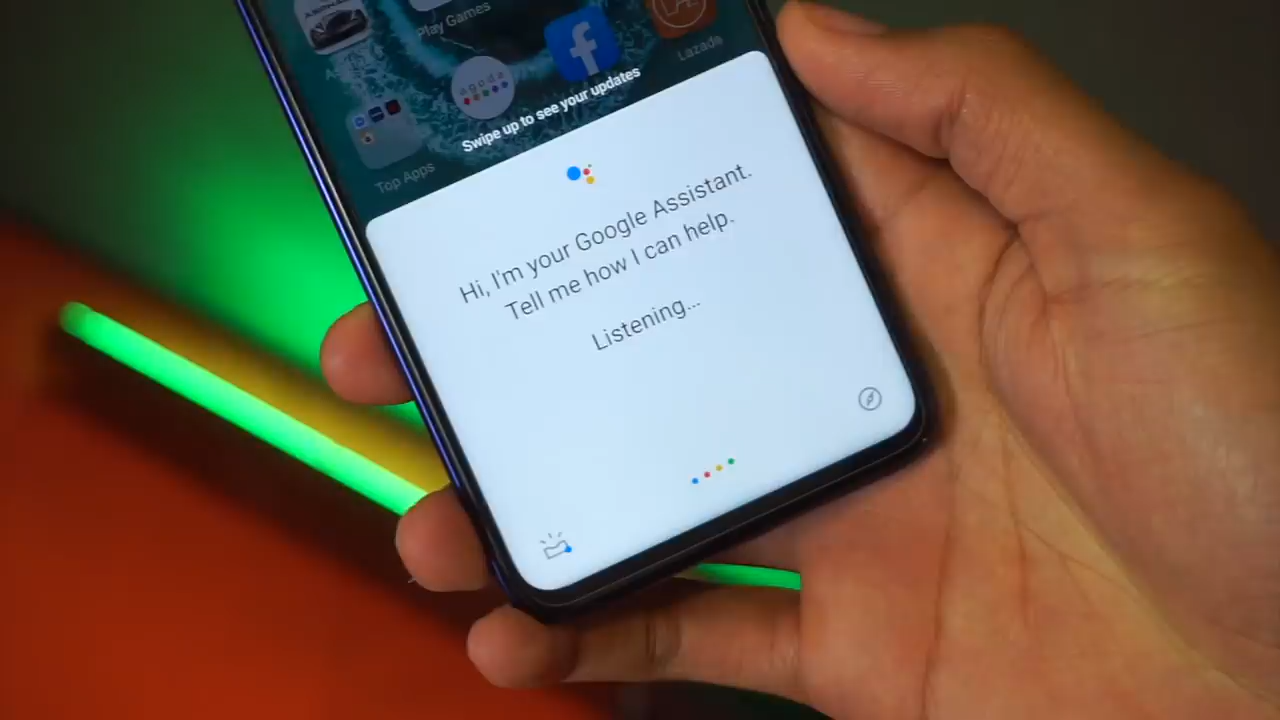 Play Games
Lazada
agoda
Top Apps
Swipe up to see your updates
Hi, I'm your Google Assistant.
Tell me how I can help.
Listening...